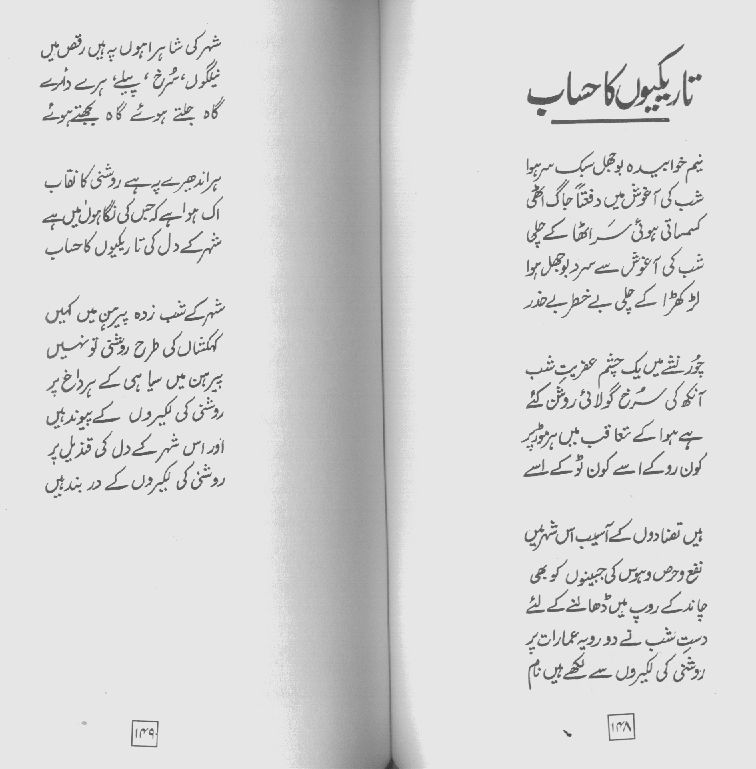 تاریکیوں کا حساب
نیم خوابیدہ بوجھل سبک سر ہوا
شب کی آغوش میں دفعتاً جاگ اٹھی
کسمساتی ہوئی سر اٹھا کے چلی
شب کی آغوش سے سرد بوجھل ہوا
لڑکھڑا کے چلی بے خطر بے حذر
چُور نشے میں یک چشم عفریتِ شب
آنکھ کی سُرخ گولائی روشن کئے
ہے ہوا کے تعاقب میں ہر موڑ پر
کون روکے اسے کون ٹوکے اسے
ہیں تضادوں کے آسیب اس شہر میں
نفع و حرص و ہوس کی جبینوں کو بھی
چاند کے روپ میں ڈھالنے کے لئے
دستِ شب نے دو رویہ عمارات پر
روشنی کی لکیروں سے لکھے ہیں نام
۱۴۸
شہر کی شاہراہوں پہ ہیں رقص میں
نیلگوں، سُرخ، پیلے، ہرے دائرے
گاہ جلتے ہوئے گاہ بجھتے ہوئے
ہر اندھیرے پہ ہے روشنی کا نقاب
اک ہوا ہے کہ جس کی نگاہوں میں ہے
شہر کے دل کی تاریکیوں کا حساب
شہر کے شب زدہ پیرہن میں کہیں
کہکشاں کی طرح روشنی تو نہیں
پیرہن میں سیاہی کے ہر داغ پر
روشنی کی لکیروں کے پیوند ہیں
اور اس شہر کے دل کی قندیل پر
روشنی کی لکیروں کے در بند ہیں
۱۴۹